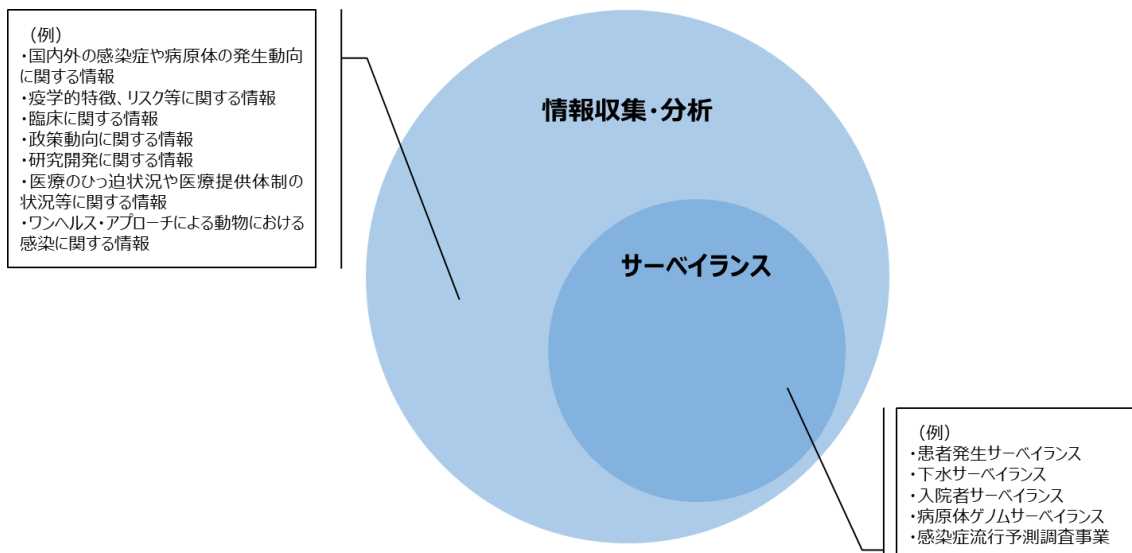 （例）
・国内外の感染症や病原体の発生動向
に関する情報
・疫学的特徴、リスク等に関する情報
・臨床に関する情報
・政策動向に関する情報
・研究開発に関する情報
・医療のひっ迫状況や医療提供体制の
状況等に関する情報
・ワンヘルス・アプローチによる動物における
感染に関する情報
情報収集・分析
サーベイランス
（例）
・患者発生サーベイランス
・下水サーベイランス
・入院者サーベイランス
・病原体ゲノムサーベイランス
・感染症流行予測調査事業